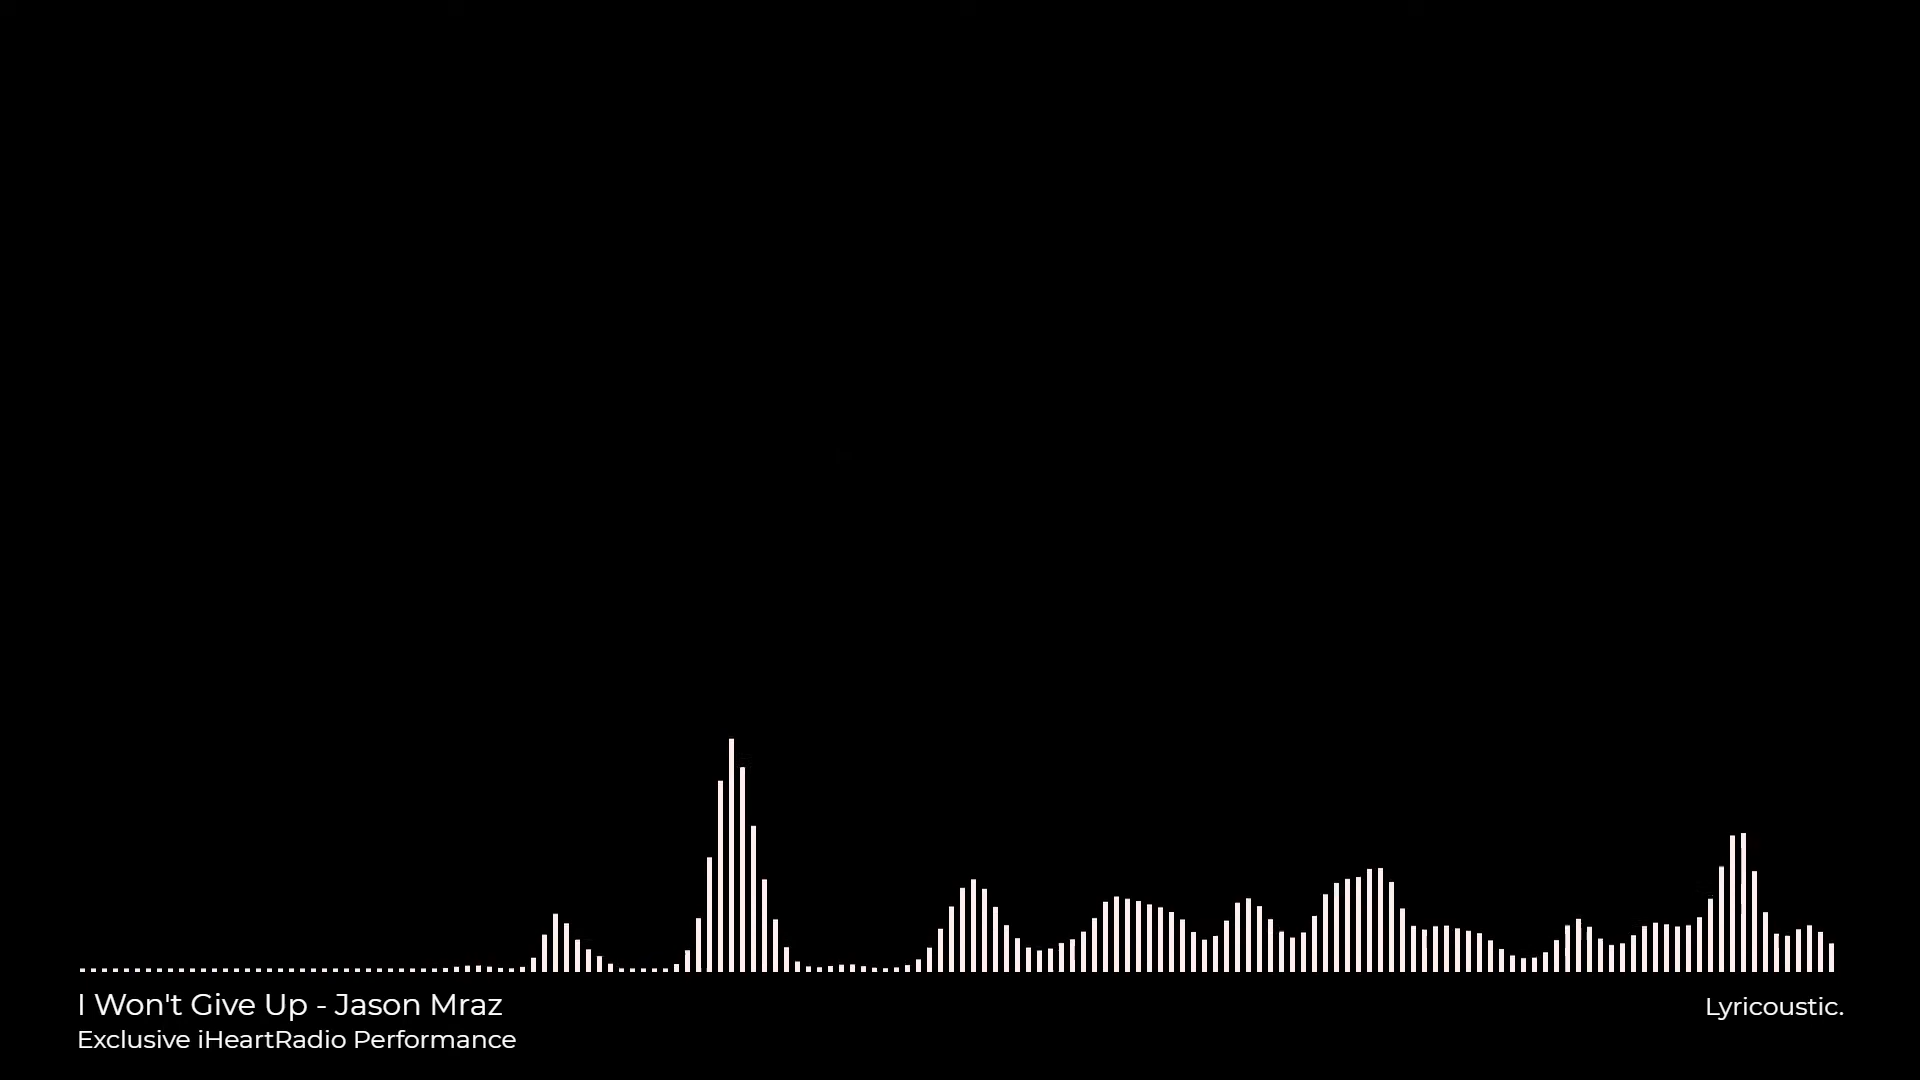 I Won't Give Up - Jason Mraz
Lyricoustic.
Exclusive iHeartRadio Performance